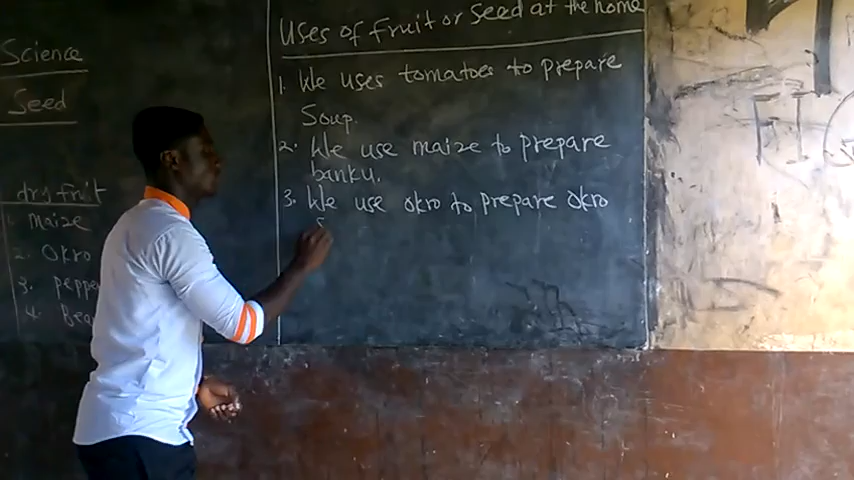 Science
Seed
dry fruit
1. maize
2. Okro
3. peppe
4. Bea
Uses of Fruit or seed at the home
1. We uses tomatoes to prepare
Soup.
2. We use maize to prepare
banku.
3. We use okro to prepare okro
S